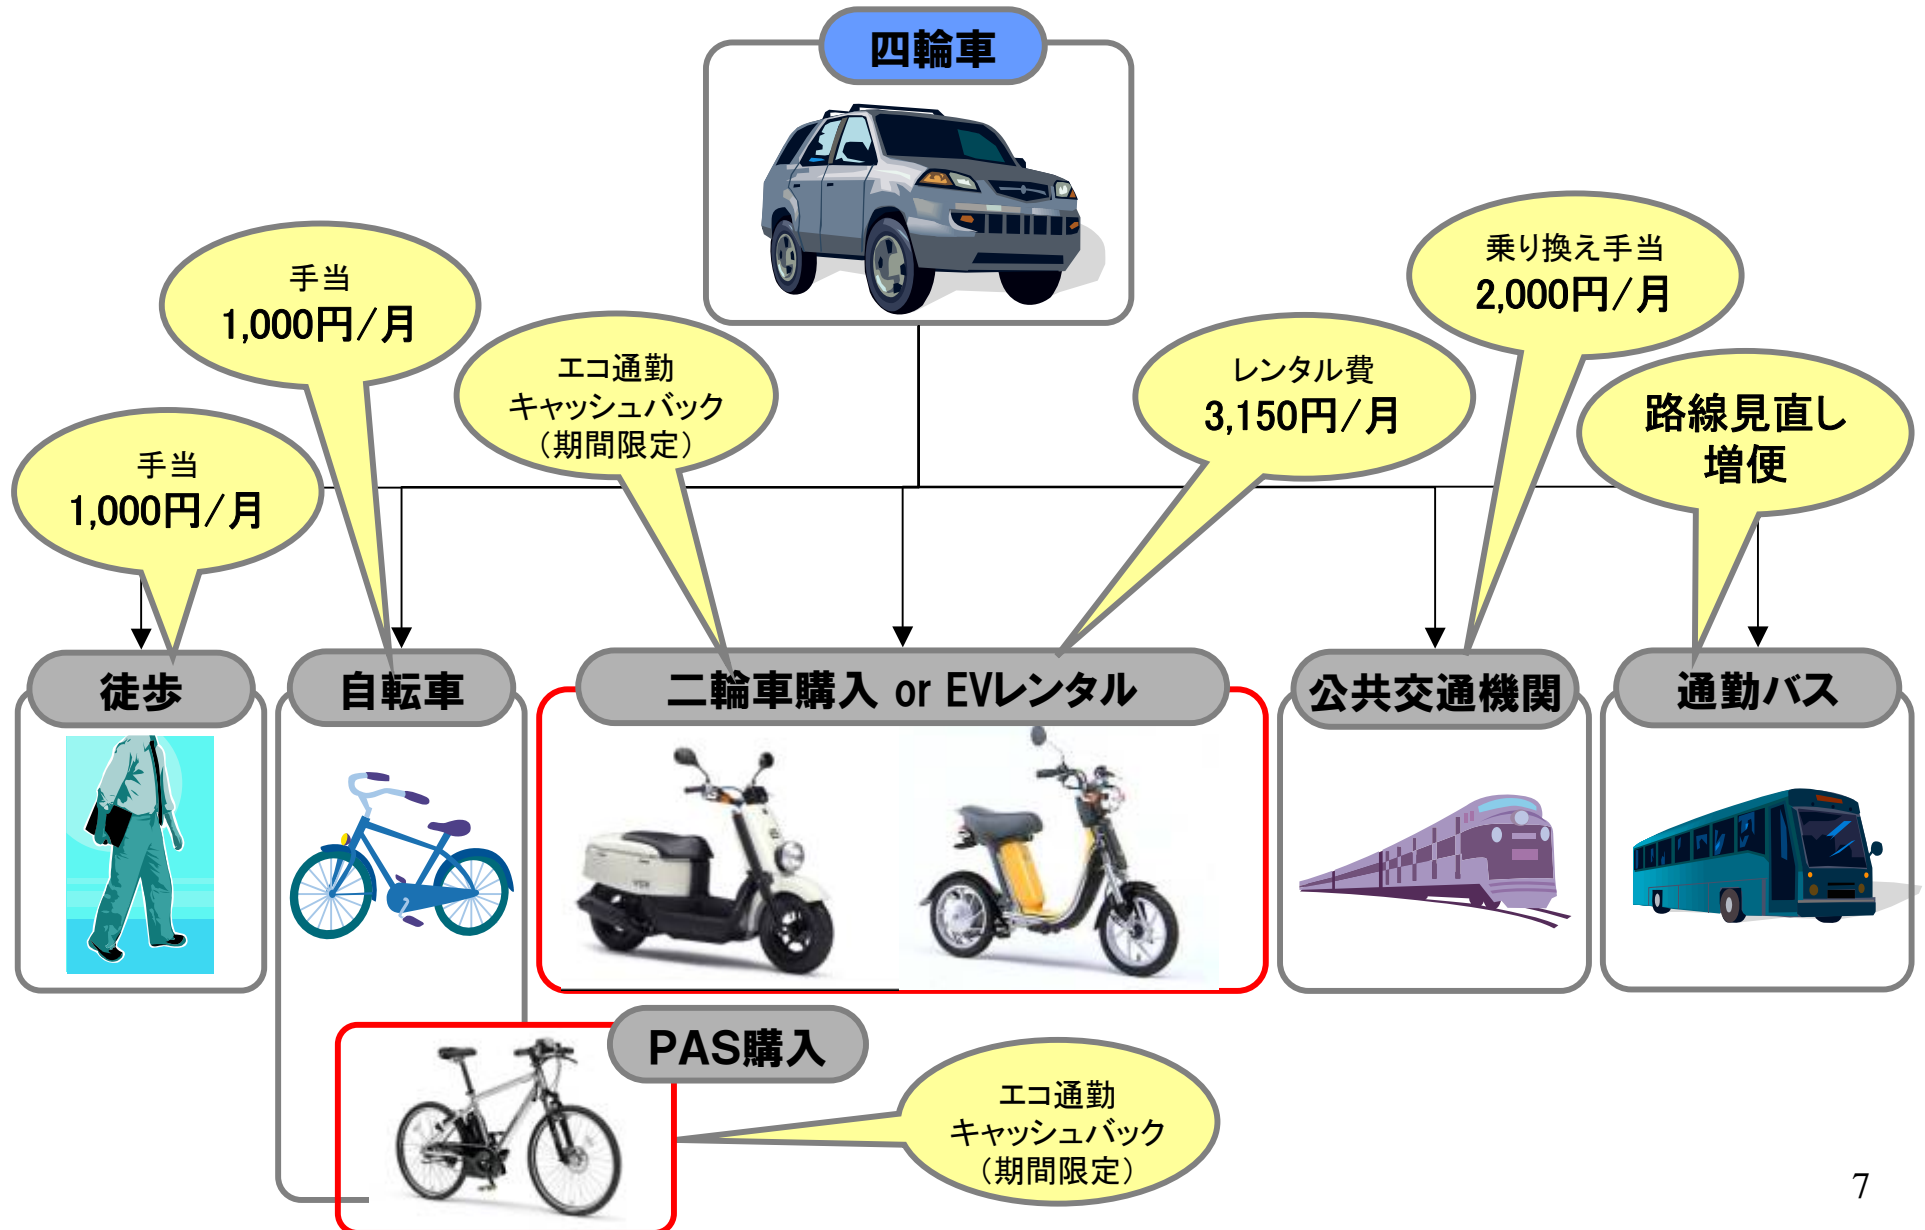 四輪車
手当
1,000円/月
乗り換え手当
2,000円/月
エコ通勤
キャッシュバック
(期間限定)
レンタル費
3,150円/月
路線見直し
増便
手当
1,000円/月
徒歩
自転車
二輪車購入 or EVレンタル
公共交通機関
通勤バス
PAS購入
エコ通勤
キャッシュバック
(期間限定)
7